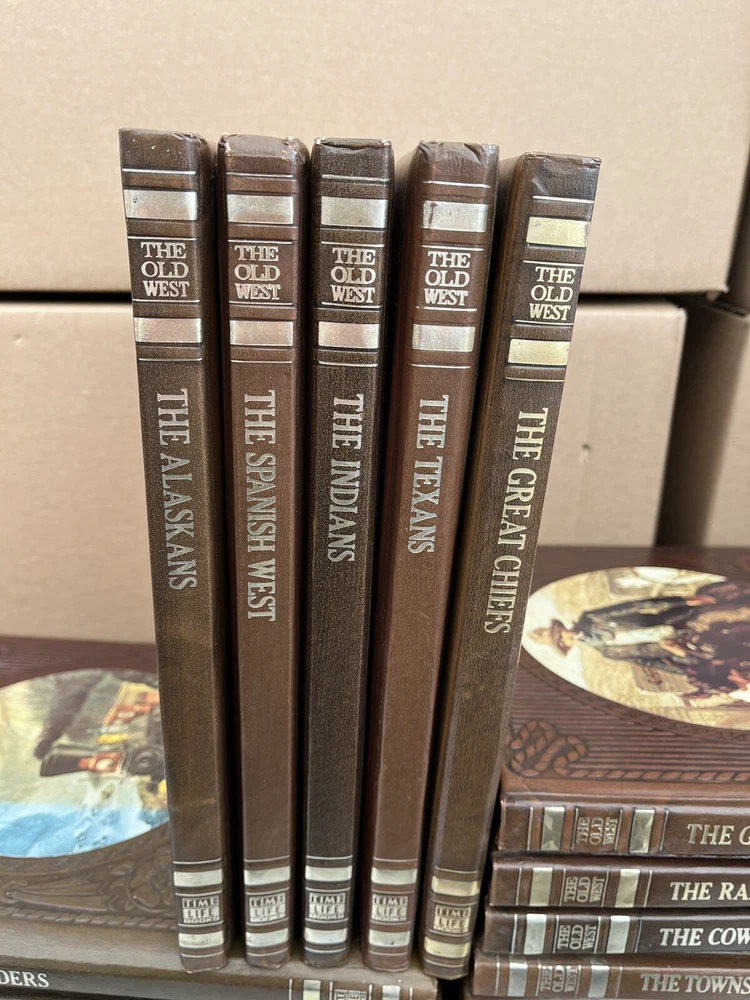 THE
OLD
WEST
THE ALASKANS
TIME
LIFE
BOOKS
THE
OLD
WEST
THE SPANISH WEST
TIME
LIFE
BOOKS
THE
OLD
WEST
THE INDIANS
TIME
LIFE
BOOKS
THE
OLD
WEST
THE TEXANS
TIME
LIFE
BOOKS
THE
OLD
WEST
THE GREAT CHIEFS
TIME
LIFE
BOOKS
THE
OLD
WEST
THE G
THE
OLD
WEST
THE RA
THE
OLD
WEST
THE COW
THE
OLD
WEST
THE TOWNS
DERS